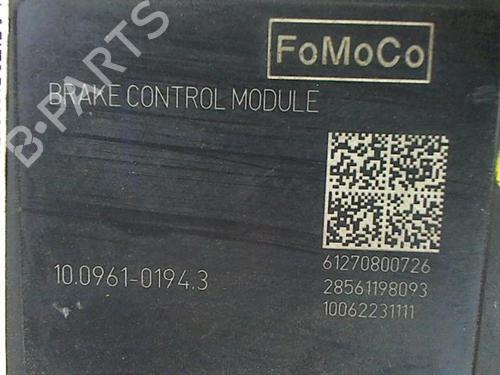 FoMoCo
B-PARTS
BRAKE CONTROL MODULE
61270800726
10.0961-0194.3
28561198093
10062231111